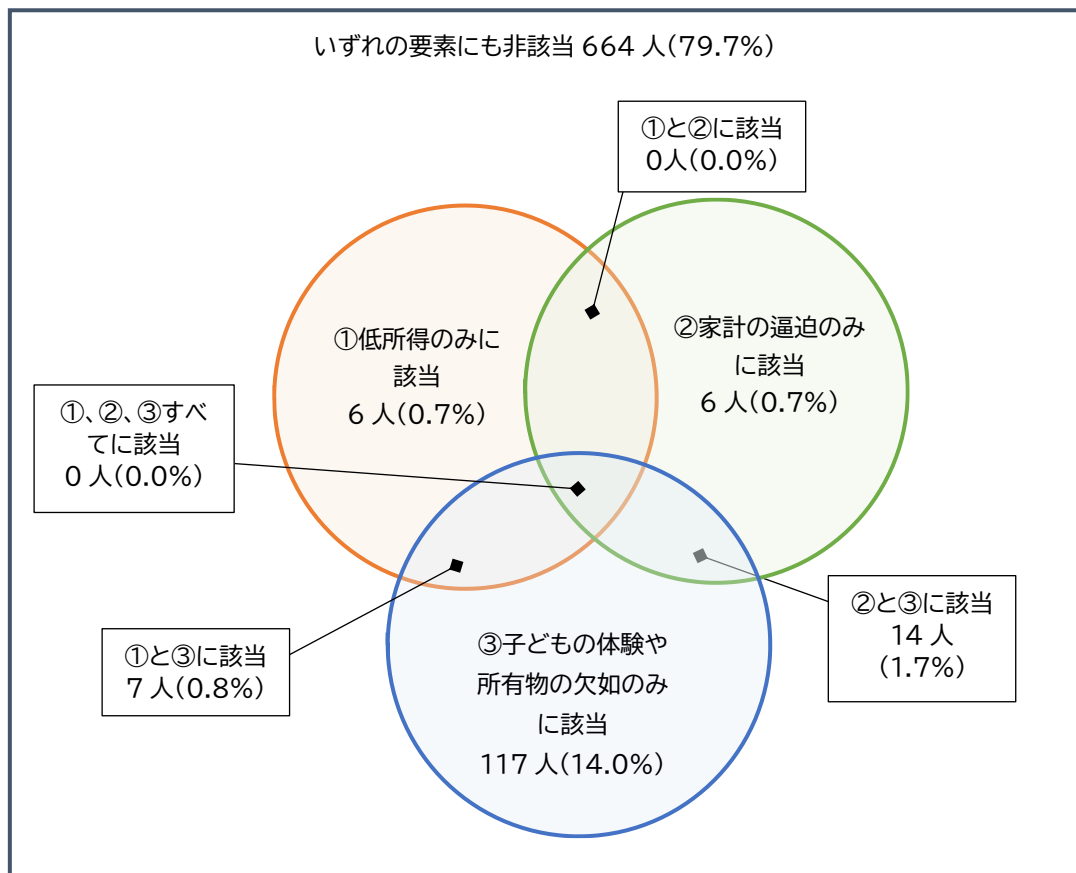 いずれの要素にも非該当 664 人(79.7%)
①と②に該当
0人(0.0%)
①低所得のみに
該当
6 人(0.7%)
②家計の逼迫のみ
に該当
6 人(0.7%)
①、②、③すべ
てに該当
0 人(0.0%)
①と③に該当
7 人(0.8%)
②と③に該当
14 人
(1.7%)
③子どもの体験や
所有物の欠如のみ
に該当
117 人(14.0%)